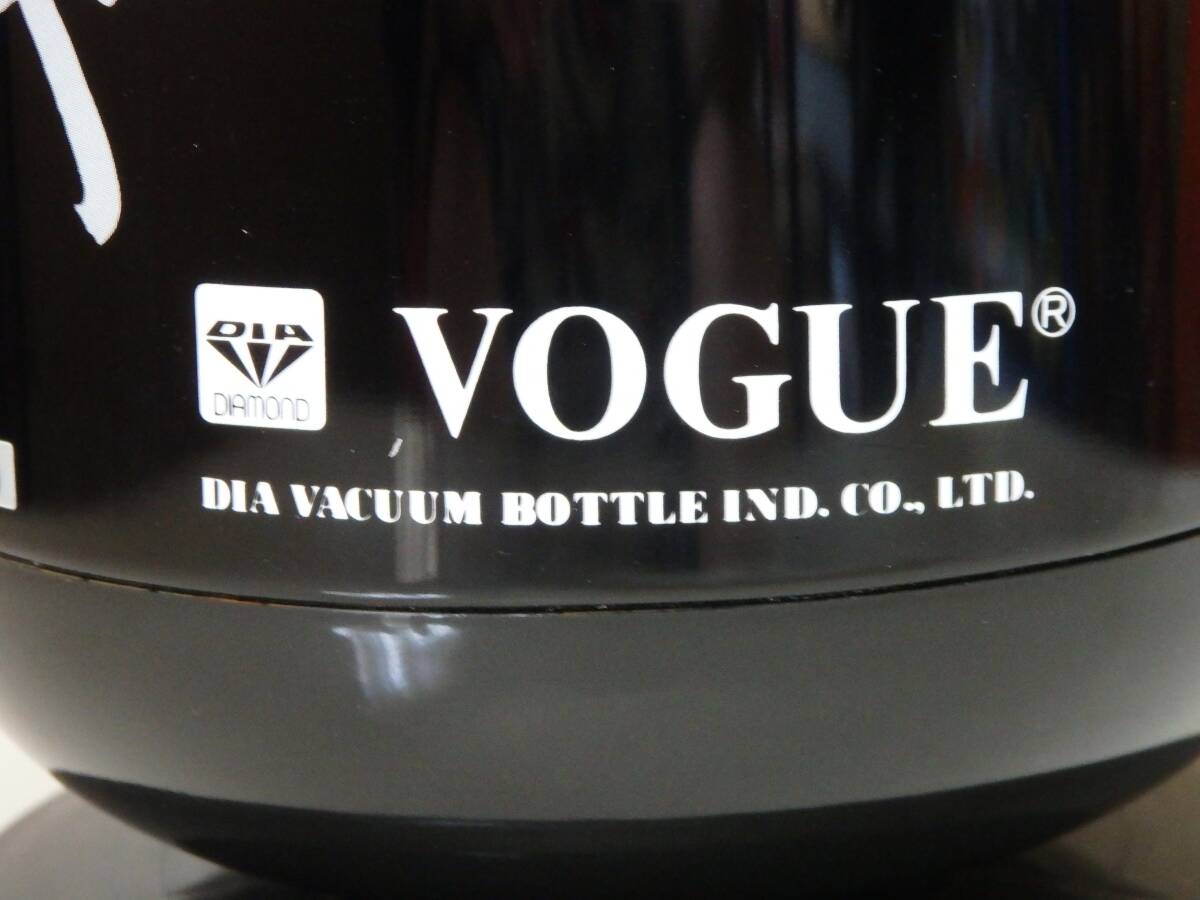 DIA
DIAMOND
VOGUE®
DIA VACUUM BOTTLE IND. CO., LTD.